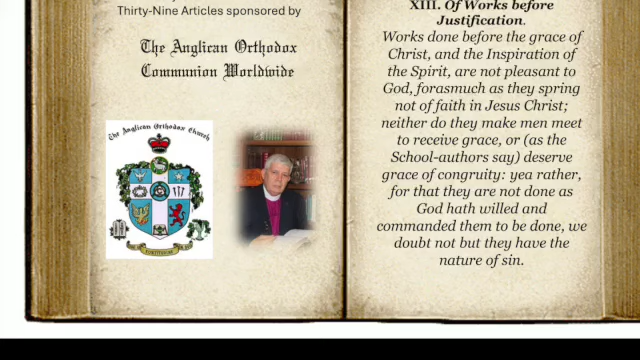 Thirty-Nine Articles sponsored by
The Anglican Orthodox
Communion Worldwide
The Anglican Orthodox Church
XIII. Of Works before
Justification.
Works done before the grace of
Christ, and the Inspiration of
the Spirit, are not pleasant to
God, forasmuch as they spring
not of faith in Jesus Christ;
neither do they make men meet
to receive grace, or (as the
School-authors say) deserve
grace of congruity: yea rather,
for that they are not done as
God hath willed and
commanded them to be done, we
doubt not but they have the
nature of sin.